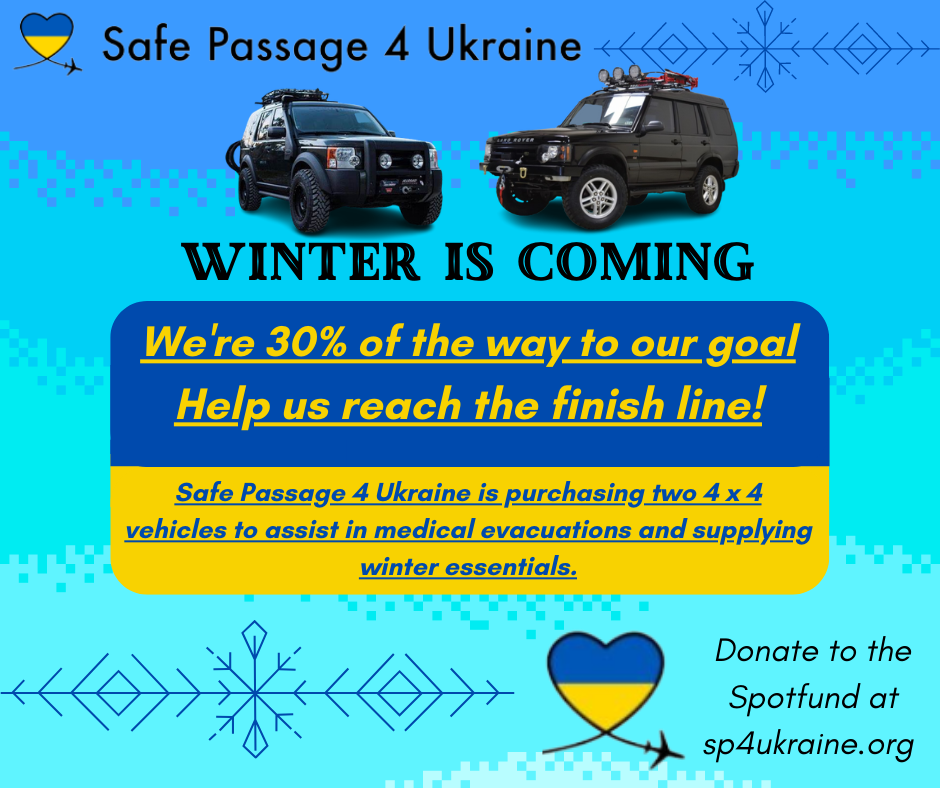 Safe Passage 4 Ukraine
LAND ROVER
WINTER IS COMING
We're 30% of the way to our goal
Help us reach the finish line!
Safe Passage 4 Ukraine is purchasing two 4 x 4
vehicles to assist in medical evacuations and supplying
winter essentials.
Donate to the
Spotfund at
sp4ukraine.org